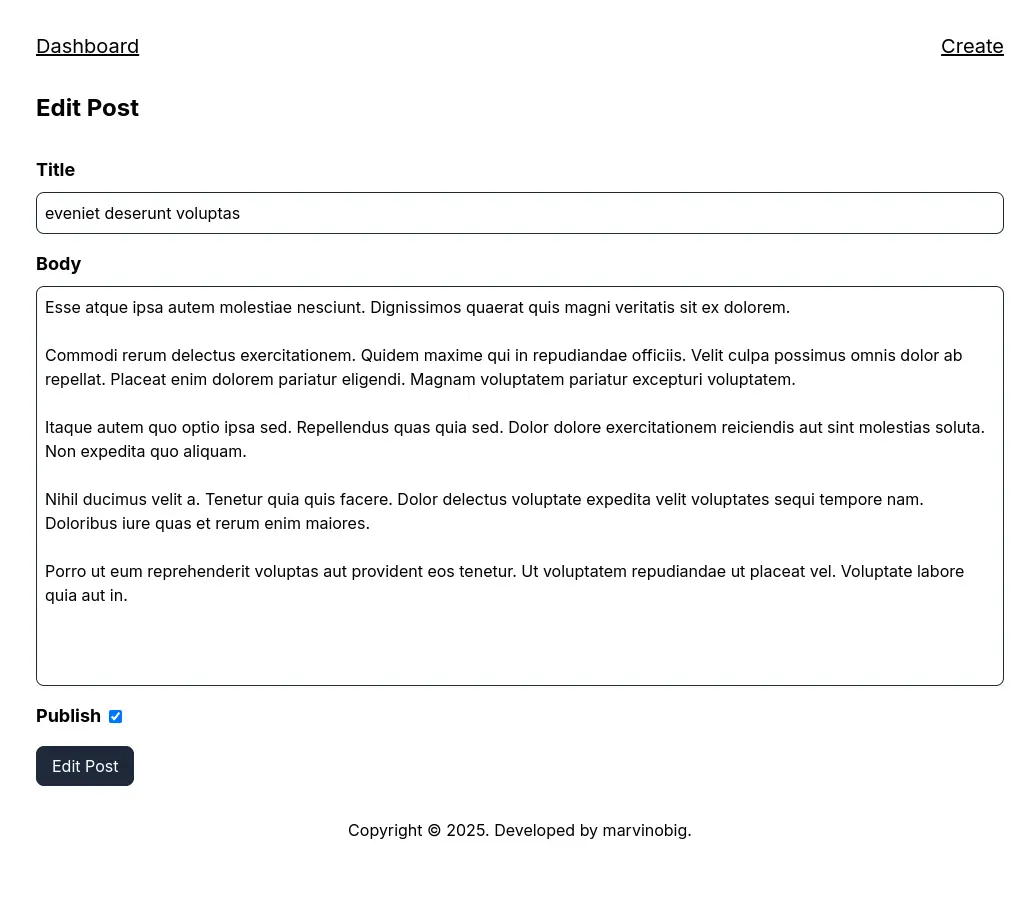 Dashboard
Create
Edit Post
Title
eveniet deserunt voluptas
Body
Esse atque ipsa autem molestiae nesciunt. Dignissimos quaerat quis magni veritatis sit ex dolorem.
Commodi rerum delectus exercitationem. Quidem maxime qui in repudiandae officiis. Velit culpa possimus omnis dolor ab
repellat. Placeat enim dolorem pariatur eligendi. Magnam voluptatem pariatur excepturi voluptatem.
Itaque autem quo optio ipsa sed. Repellendus quas quia sed. Dolor dolore exercitationem reiciendis aut sint molestias soluta.
Non expedita quo aliquam.
Nihil ducimus velit a. Tenetur quia quis facere. Dolor delectus voluptate expedita velit voluptates sequi tempore nam.
Doloribus iure quas et rerum enim maiores.
Porro ut eum reprehenderit voluptas aut provident eos tenetur. Ut voluptatem repudiandae ut placeat vel. Voluptate labore
quia aut in.
Publish
Edit Post
Copyright © 2025. Developed by marvinobig.